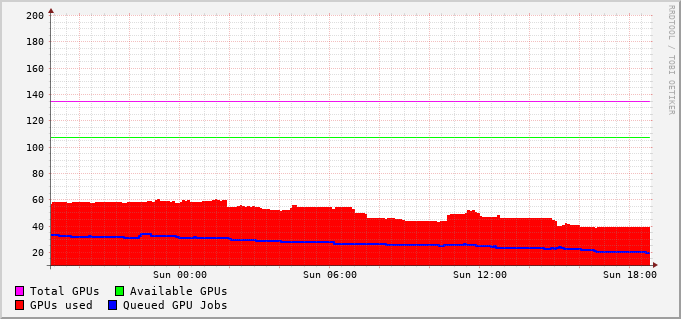 200
180
160
140
120
100
80
60
40
20
Sun 00:00 Sun 06:00 Sun 12:00 Sun 18:00
Total GPUs Available GPUs
GPUs used Queued GPU Jobs
RRDTOOL / TOBI OETIKER